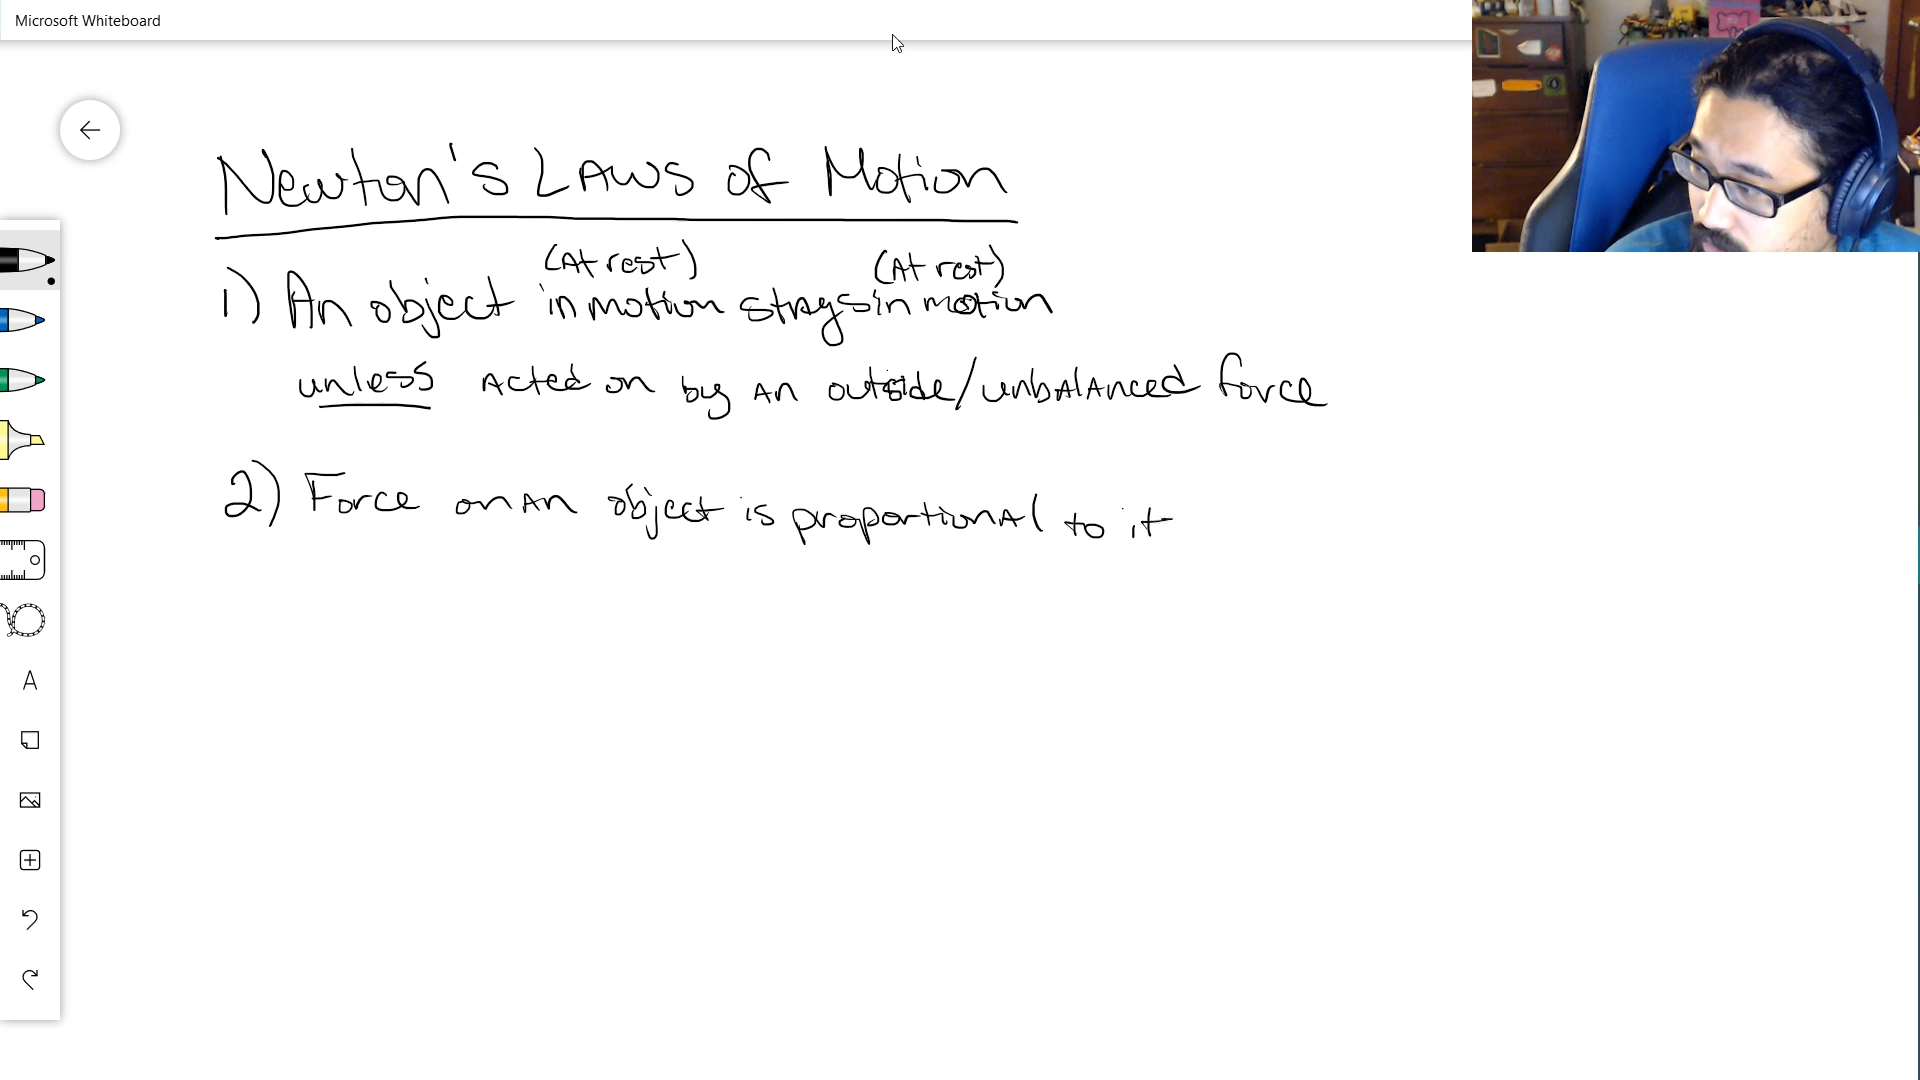 Microsoft Whiteboard
Newton's LAWS of Motion
(At rest) (At rest)
1) An object in motion stays in motion
unless acted on by an outside/unbalanced force
2) Force on an object is proportional to it
A